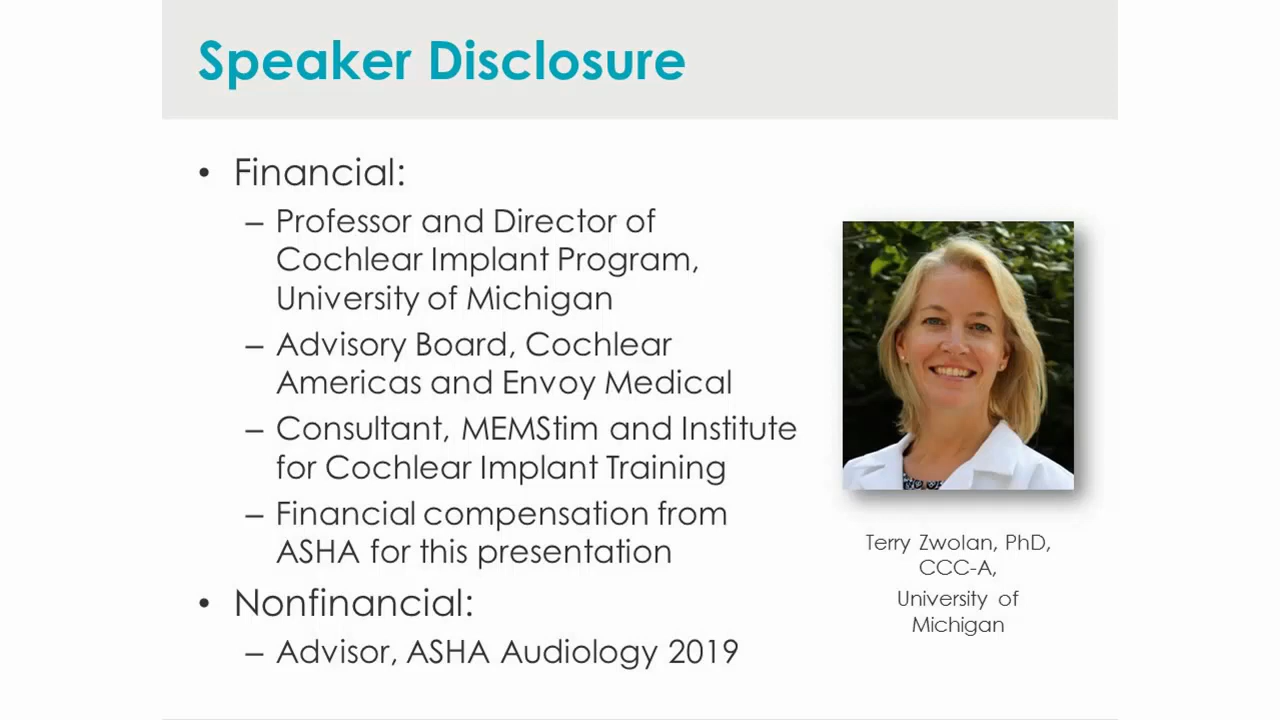 Speaker Disclosure
• Financial:
– Professor and Director of
Cochlear Implant Program,
University of Michigan
– Advisory Board, Cochlear
Americas and Envoy Medical
– Consultant, MEMStim and Institute
for Cochlear Implant Training
– Financial compensation from
ASHA for this presentation
• Nonfinancial:
– Advisor, ASHA Audiology 2019
Terry Zwolan, PhD,
CCC-A,
University of
Michigan